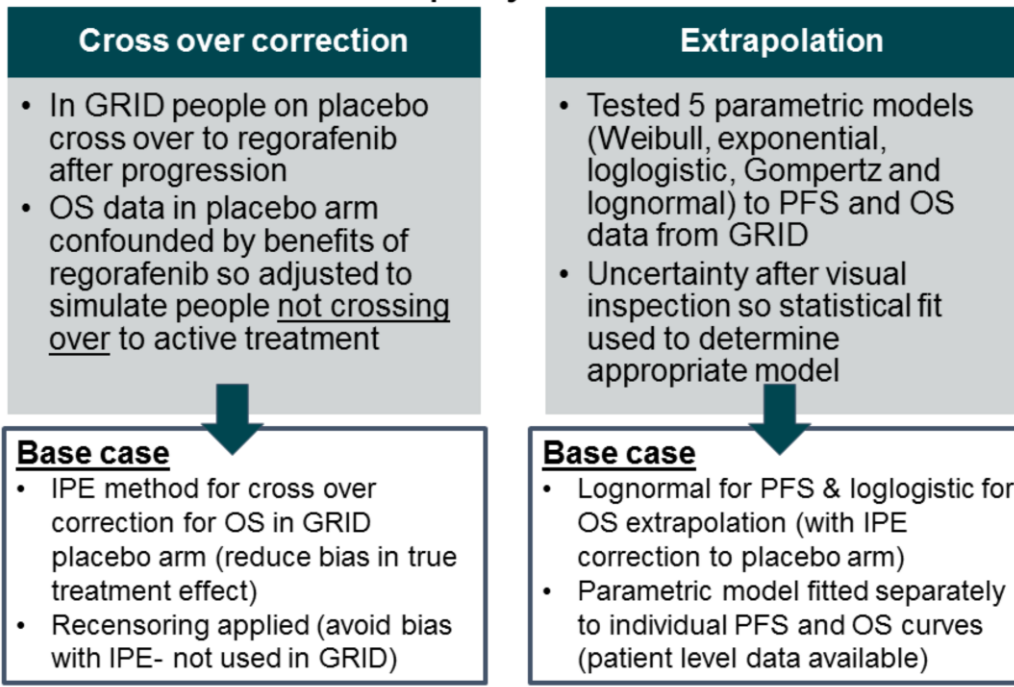 Cross over correction
• In GRID people on placebo
cross over to regorafenib
after progression
• OS data in placebo arm
confounded by benefits of
regorafenib so adjusted to
simulate people not crossing
over to active treatment
Base case
• IPE method for cross over
correction for OS in GRID
placebo arm (reduce bias in true
treatment effect)
• Recensoring applied (avoid bias
with IPE- not used in GRID)
Extrapolation
• Tested 5 parametric models
(Weibull, exponential,
loglogistic, Gompertz and
lognormal) to PFS and OS
data from GRID
• Uncertainty after visual
inspection so statistical fit
used to determine
appropriate model
Base case
• Lognormal for PFS & loglogistic for
OS extrapolation (with IPE
correction to placebo arm)
• Parametric model fitted separately
to individual PFS and OS curves
(patient level data available)